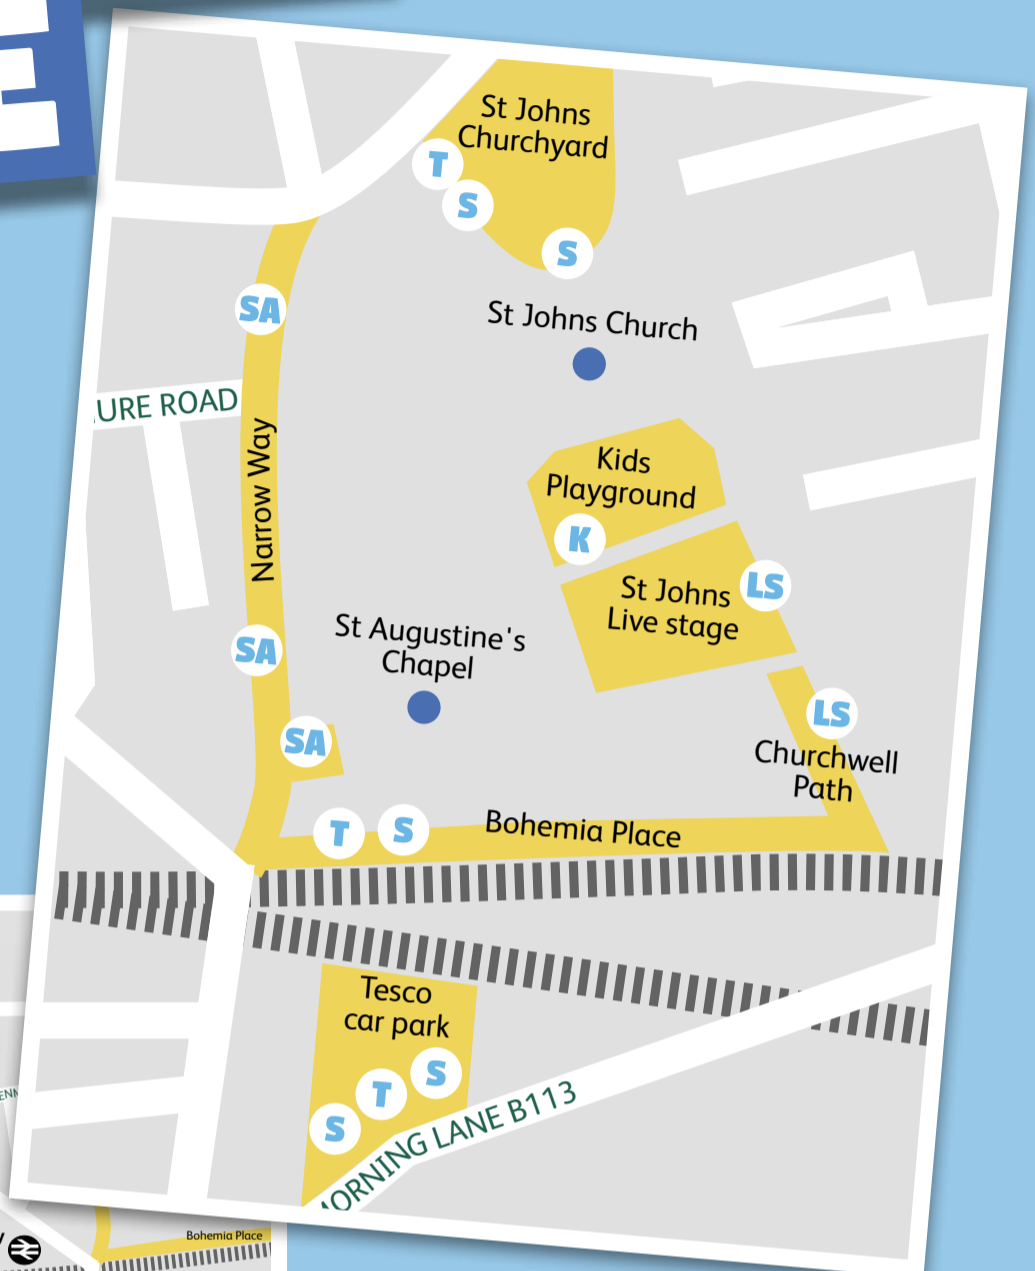 E
St Johns
Churchyard
T
S
S
SA
St Johns Church
URE ROAD
Narrow Way
Kids
Playground
K
St Johns
Live stage
LS
St Augustine's
Chapel
SA
LS
SA
Churchwell
Path
T
S
Bohemia Place
Tesco
car park
S
T
S
MORNING LANE B113
Bohemia Place